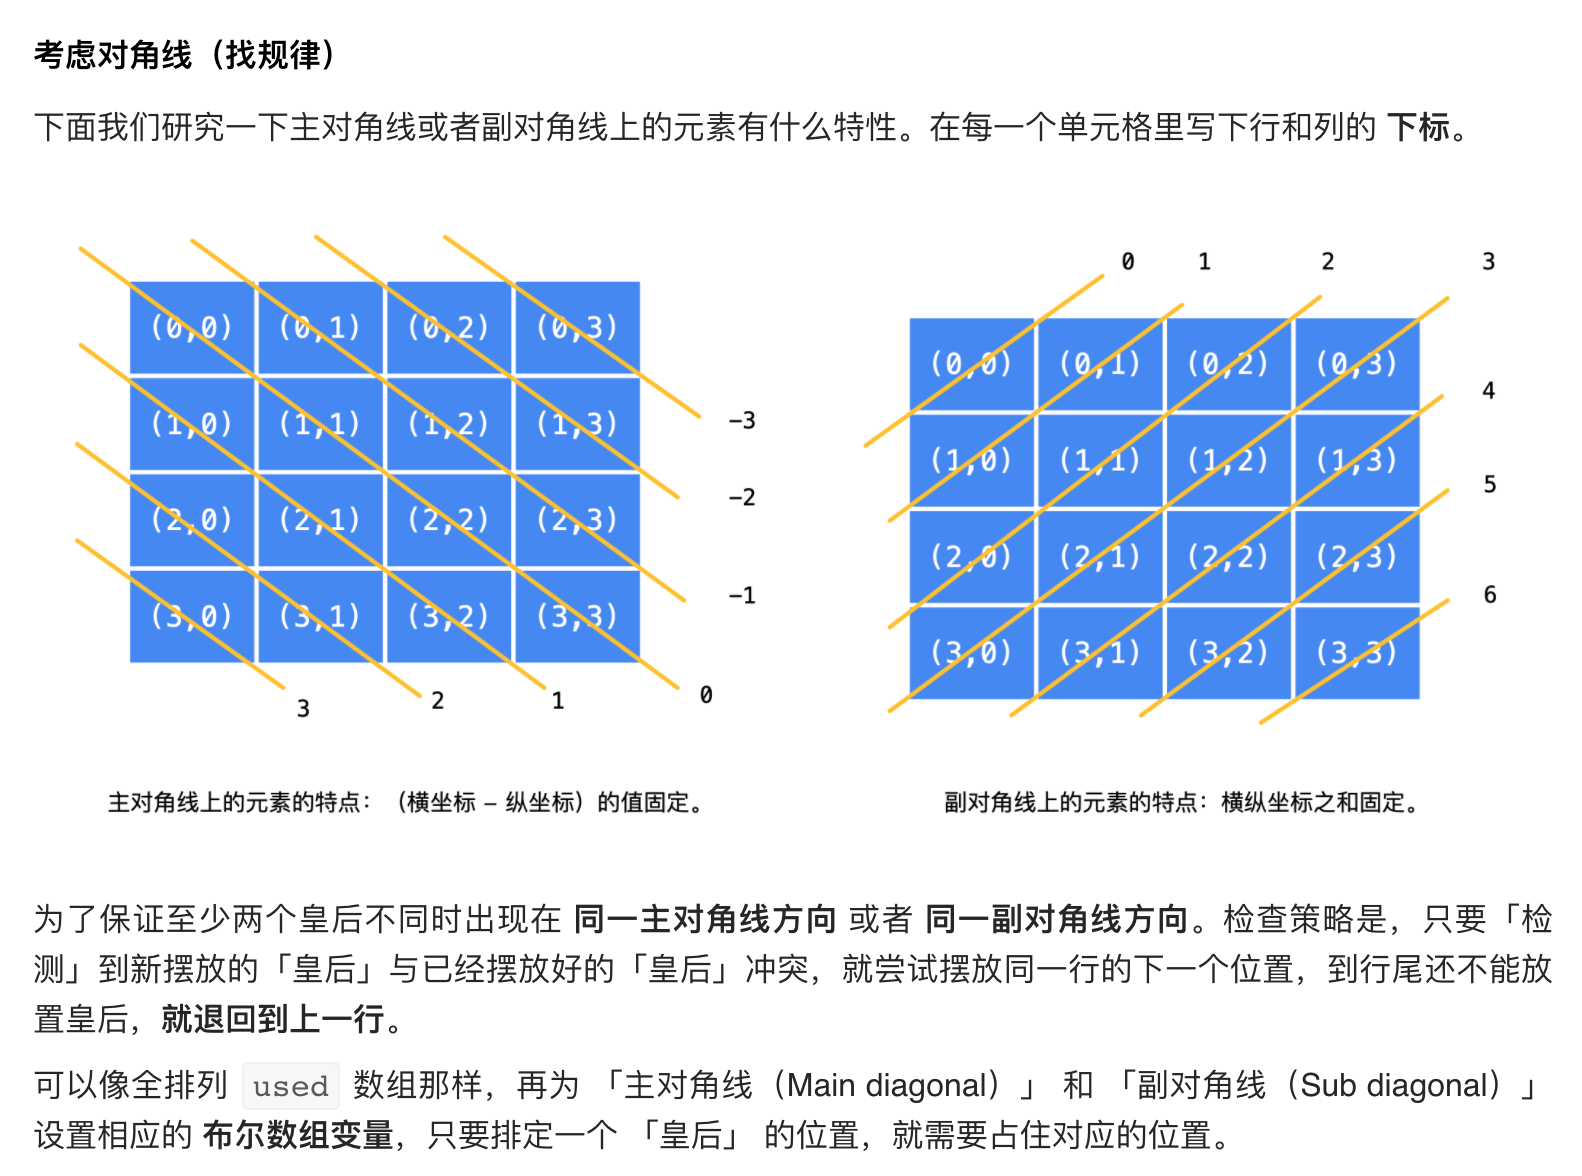 考虑对角线（找规律）
下面我们研究一下主对角线或者副对角线上的元素有什么特性。在每一个单元格里写下行和列的 下标。
(0,0) (0,1) (0,2) (0,3)
(1,0) (1,1) (1,2) (1,3)
(2,0) (2,1) (2,2) (2,3)
(3,0) (3,1) (3,2) (3,3)
-3
-2
-1
3 2 1 0
主对角线上的元素的特点：（横坐标 - 纵坐标）的值固定。
0 1 2 3
(0,0) (0,1) (0,2) (0,3)
4
(1,0) (1,1) (1,2) (1,3)
5
(2,0) (2,1) (2,2) (2,3)
6
(3,0) (3,1) (3,2) (3,3)
副对角线上的元素的特点：横纵坐标之和固定。
为了保证至少两个皇后不同时出现在 同一主对角线方向 或者 同一副对角线方向。检查策略是，只要「检
测」到新摆放的「皇后」与已经摆放好的「皇后」冲突，就尝试摆放同一行的下一个位置，到行尾还不能放
置皇后，就退回到上一行。
可以像全排列 used 数组那样，再为 「主对角线（Main diagonal）」 和 「副对角线（Sub diagonal）」
设置相应的 布尔数组变量，只要排定一个 「皇后」 的位置，就需要占住对应的位置。